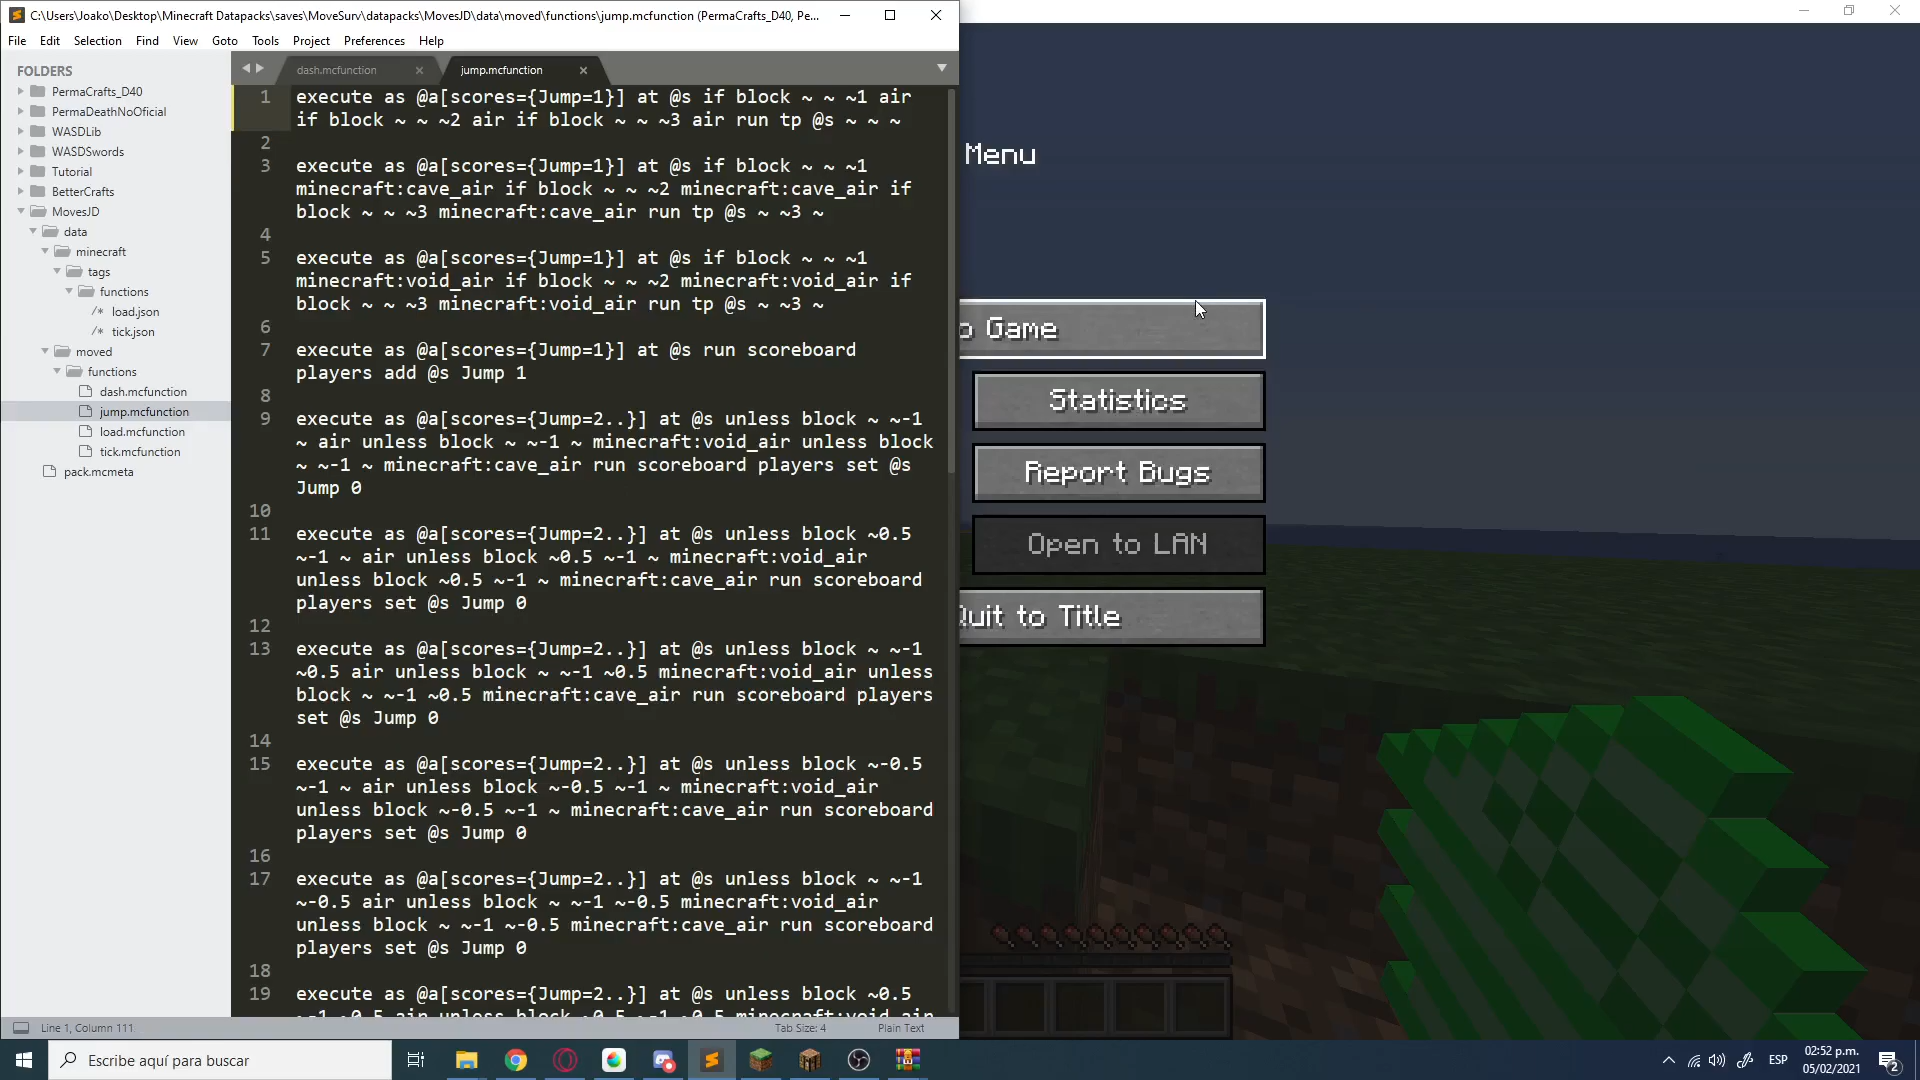 C:\Users\Joako\Desktop\Minecraft Datapacks\saves\MoveSurv\datapacks\MovesJD\data\moved\functions\jump.mcfunction (PermaCrafts_D40, Pe...
File Edit Selection Find View Goto Tools Project Preferences Help
FOLDERS
PermaCrafts_D40
PermaDeathNoOficial
WASDLib
WASDSwords
Tutorial
BetterCrafts
MovesJD
data
minecraft
tags
functions
/* load.json
/* tick.json
moved
functions
dash.mcfunction
jump.mcfunction
load.mcfunction
tick.mcfunction
pack.mcmeta
dash.mcfunction × jump.mcfunction ×
1 execute as @a[scores={Jump=1}] at @s if block ~ ~ ~1 air
if block ~ ~ ~2 air if block ~ ~ ~3 air run tp @s ~ ~ ~
2
3 execute as @a[scores={Jump=1}] at @s if block ~ ~ ~1
minecraft:cave_air if block ~ ~ ~2 minecraft:cave_air if
block ~ ~ ~3 minecraft:cave_air run tp @s ~ ~3 ~
4
5 execute as @a[scores={Jump=1}] at @s if block ~ ~ ~1
minecraft:void_air if block ~ ~ ~2 minecraft:void_air if
block ~ ~ ~3 minecraft:void_air run tp @s ~ ~3 ~
6
7 execute as @a[scores={Jump=1}] at @s run scoreboard
players add @s Jump 1
8
9 execute as @a[scores={Jump=2..}] at @s unless block ~ ~-1
~ air unless block ~ ~-1 ~ minecraft:void_air unless block
~ ~-1 ~ minecraft:cave_air run scoreboard players set @s
Jump 0
10
11 execute as @a[scores={Jump=2..}] at @s unless block ~0.5
~-1 ~ air unless block ~0.5 ~-1 ~ minecraft:void_air
unless block ~0.5 ~-1 ~ minecraft:cave_air run scoreboard
players set @s Jump 0
12
13 execute as @a[scores={Jump=2..}] at @s unless block ~ ~-1
~0.5 air unless block ~ ~-1 ~0.5 minecraft:void_air unless
block ~ ~-1 ~0.5 minecraft:cave_air run scoreboard players
set @s Jump 0
14
15 execute as @a[scores={Jump=2..}] at @s unless block ~-0.5
~-1 ~ air unless block ~-0.5 ~-1 ~ minecraft:void_air
unless block ~-0.5 ~-1 ~ minecraft:cave_air run scoreboard
players set @s Jump 0
16
17 execute as @a[scores={Jump=2..}] at @s unless block ~ ~-1
~-0.5 air unless block ~ ~-1 ~-0.5 minecraft:void_air
unless block ~ ~-1 ~-0.5 minecraft:cave_air run scoreboard
players set @s Jump 0
18
19 execute as @a[scores={Jump=2..}] at @s unless block ~0.5
~-1 ~0.5 air unless block ~0.5 ~-1 ~0.5 minecraft:void_air
Line 1, Column 111
Tab Size: 4
Plain Text
Menu
o Game
Statistics
Report Bugs
Open to LAN
Quit to Title
Escribe aquí para buscar
ESP
02:52 p.m.
05/02/2021
2